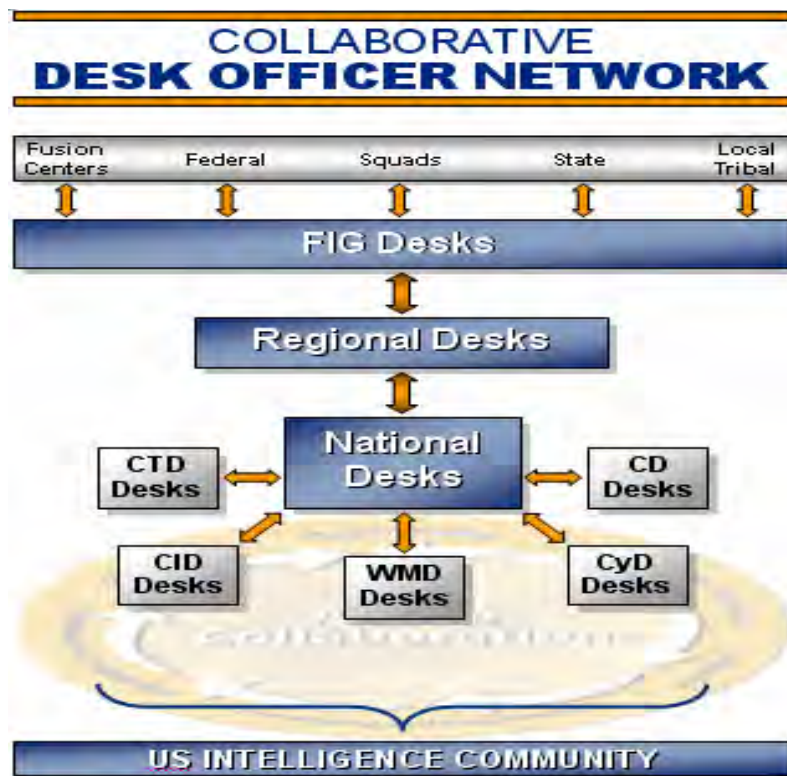 COLLABORATIVE
DESK OFFICER NETWORK
Fusion
Centers
Federal
Squads
State
Local
Tribal
FIG Desks
Regional Desks
National
Desks
CTD
Desks
CD
Desks
CID
Desks
WMD
Desks
CyD
Desks
US INTELLIGENCE COMMUNITY